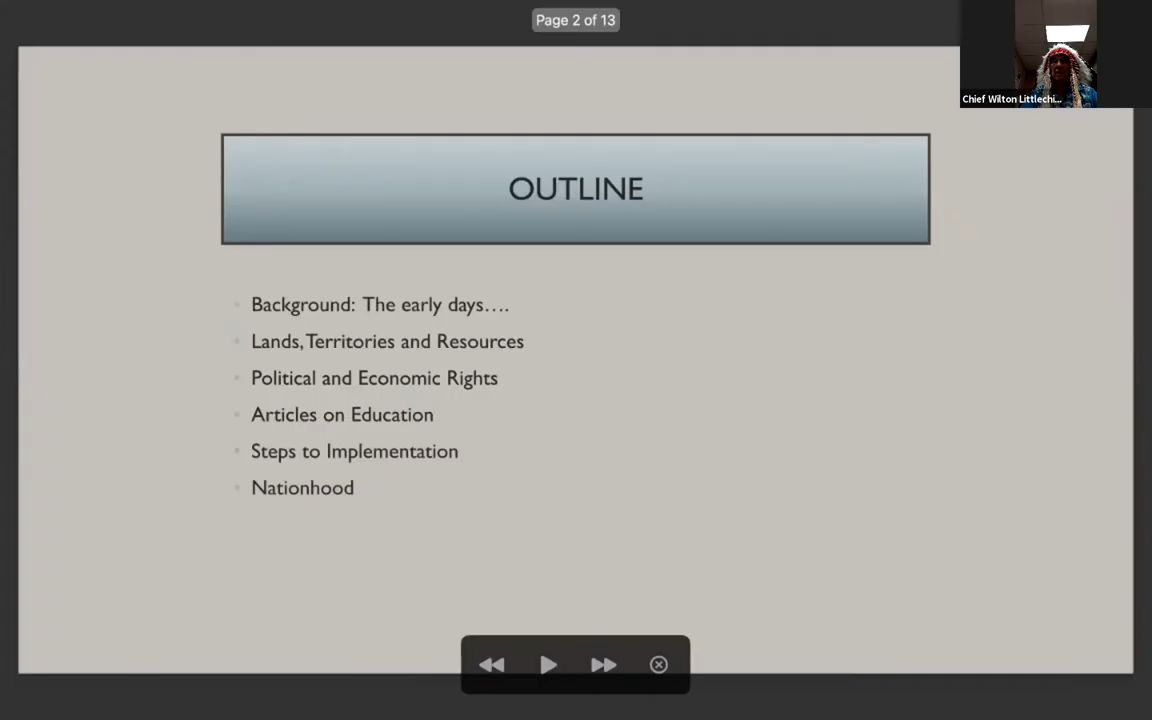 Page 2 of 13
Chief Wilton Littlechi...
OUTLINE
Background: The early days....
Lands, Territories and Resources
Political and Economic Rights
Articles on Education
Steps to Implementation
Nationhood